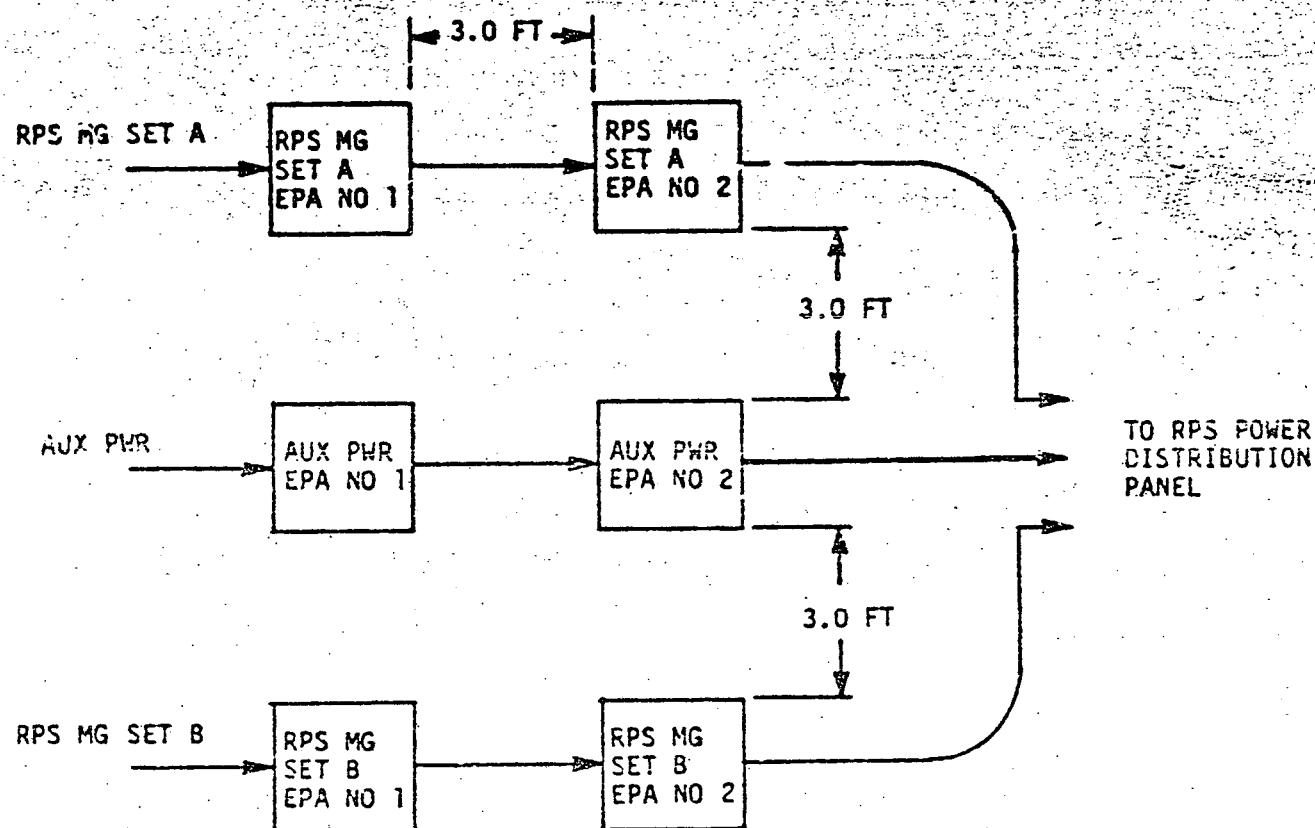 3.0 FT
RPS MG SET A
RPS MG
SET A
EPA NO 1
RPS MG
SET A
EPA NO 2
3.0 FT
AUX PWR
AUX PWR
EPA NO 1
AUX PWR
EPA NO 2
TO RPS POWER
DISTRIBUTION
PANEL
3.0 FT
RPS MG SET B
RPS MG
SET B
EPA NO 1
RPS MG
SET B
EPA NO 2